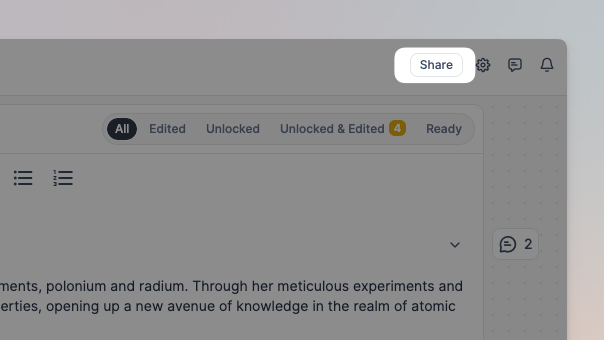 Share
All Edited Unlocked Unlocked & Edited 4 Ready
2
ments, polonium and radium. Through her meticulous experiments and
erties, opening up a new avenue of knowledge in the realm of atomic